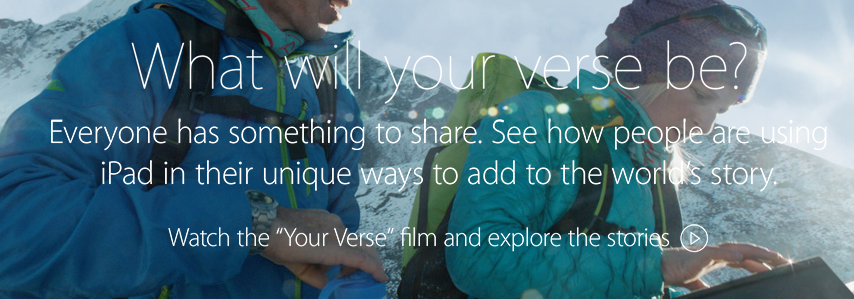 What will your verse be?
Everyone has something to share. See how people are using
iPad in their unique ways to add to the world's story.
Watch the “Your Verse” film and explore the stories